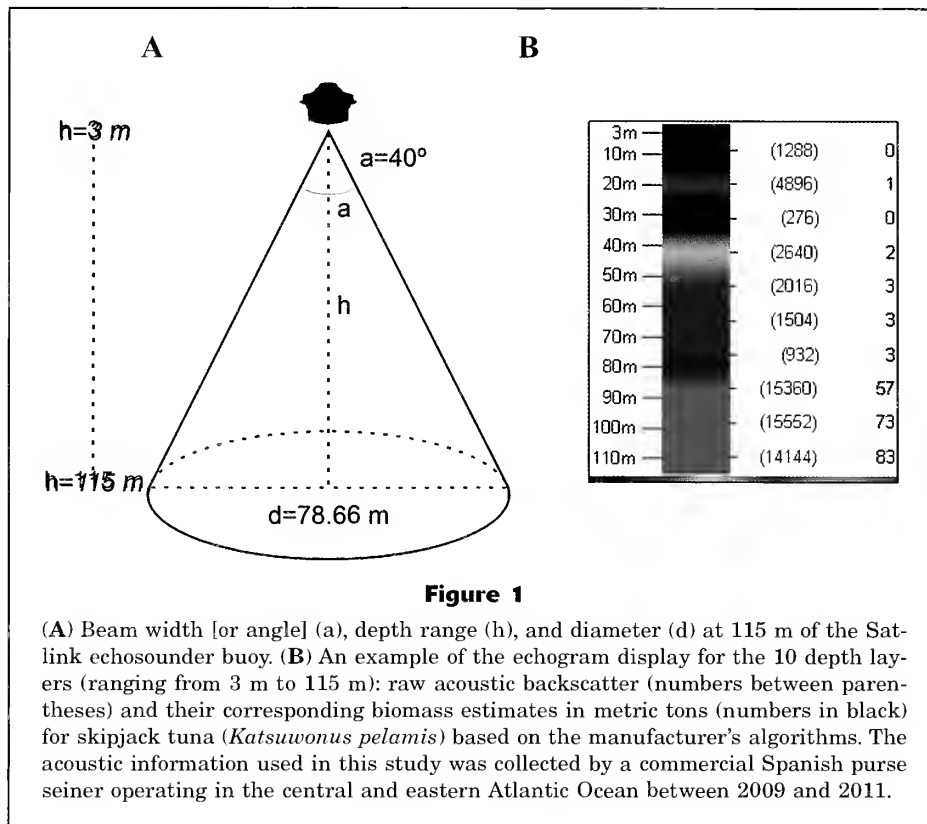 A
B
h=3 m
a=40º
a
h
h=115 m
d=78.66 m
3m
10m
20m
30m
40m
50m
60m
70m
80m
90m
100m
110m
(1288) 0
(4896) 1
(276) 0
(2640) 2
(2016) 3
(1504) 3
(932) 3
(15360) 57
(15552) 73
(14144) 83
Figure 1
(A) Beam width [or angle] (a), depth range (h), and diameter (d) at 115 m of the Sat-
link echosounder buoy. (B) An example of the echogram display for the 10 depth lay-
ers (ranging from 3 m to 115 m): raw acoustic backscatter (numbers between paren-
theses) and their corresponding biomass estimates in metric tons (numbers in black)
for skipjack tuna (Katsuwonus pelamis) based on the manufacturer's algorithms. The
acoustic information used in this study was collected by a commercial Spanish purse
seiner operating in the central and eastern Atlantic Ocean between 2009 and 2011.